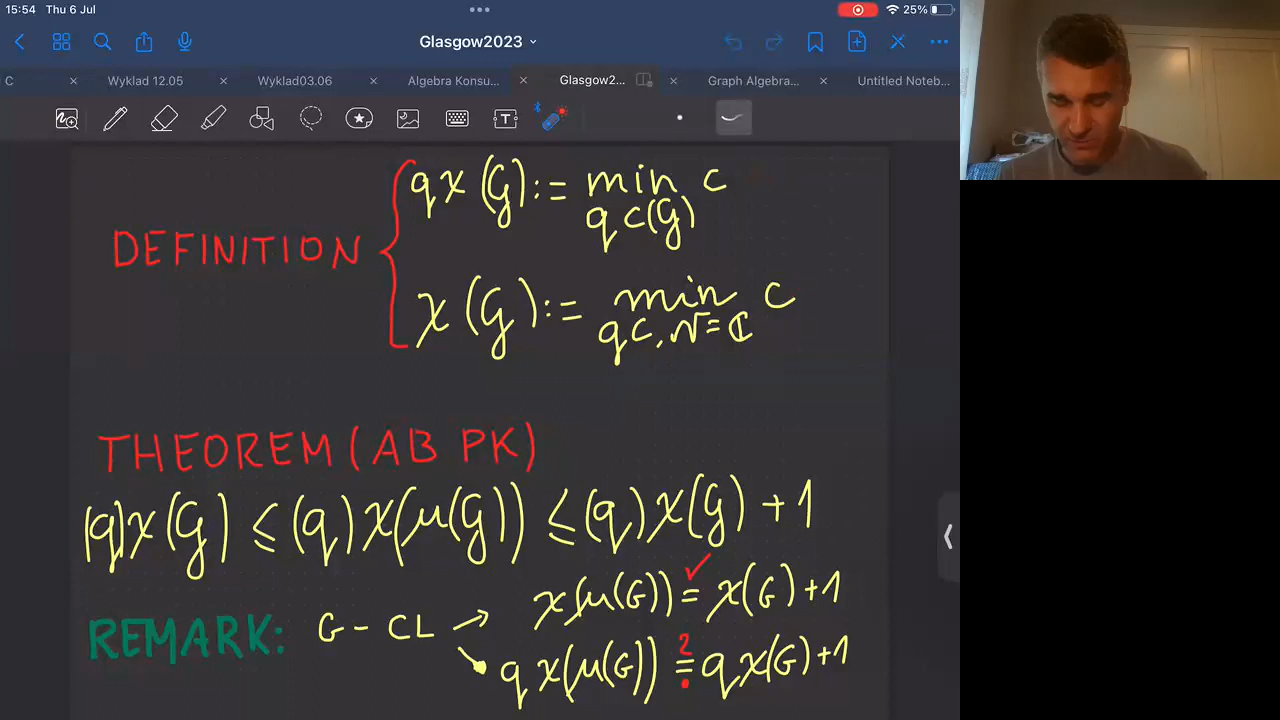 15:54 Thu 6 Jul 25%
Glasgow2023
C Wyklad 12.05 Wyklad03.06 Algebra Konsu... Glasgow2... Graph Algebra... Untitled Noteb...
qχ(G) := min c
qc(G)
DEFINITION
χ(G) := min c
qc, N=ℂ
THEOREM (AB PK)
(q)χ(G) ≤ (q)χ(μ(G)) ≤ (q)χ(G) + 1
REMARK: G - CL → χ(μ(G)) = χ(G) + 1
qχ(μ(G)) ?= qχ(G) + 1